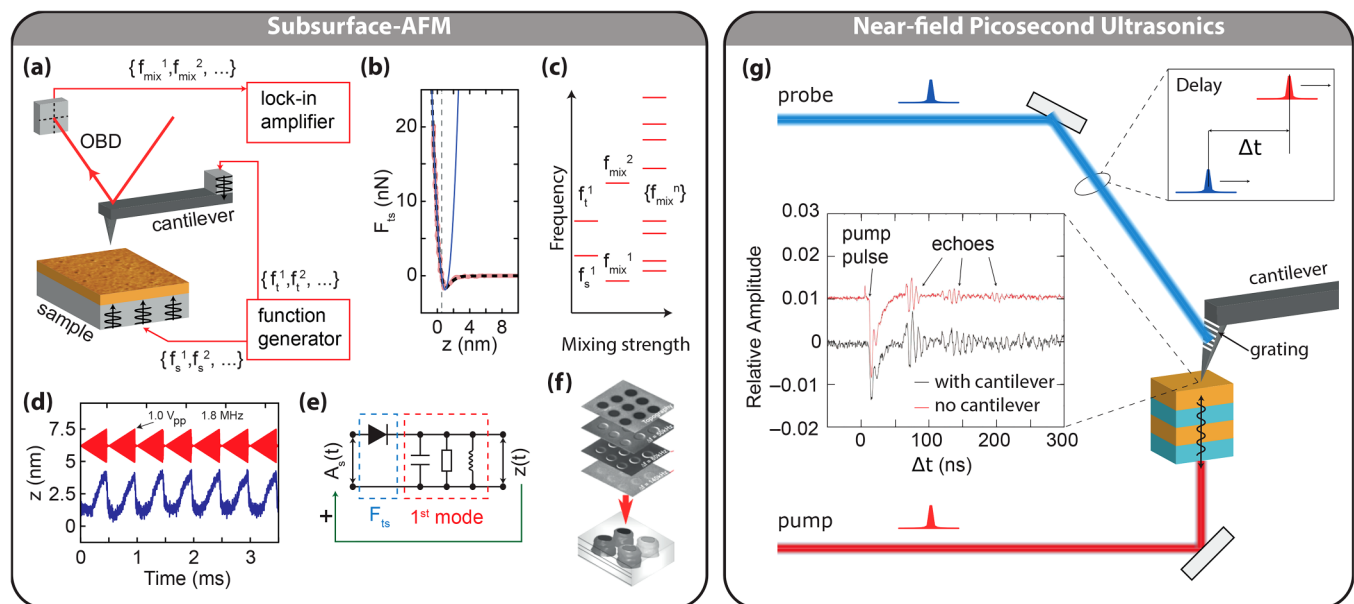 Subsurface-AFM
(a)
{f_mix^1,f_mix^2, ...}
lock-in
amplifier
OBD
cantilever
{f_t^1,f_t^2, ...}
sample
function
generator
{f_s^1,f_s^2, ...}
(b)
F_ts (nN)
20
10
0
0
4
8
z (nm)
(c)
Frequency
f_t^1
f_mix^2
{f_mix^n}
f_s^1
f_mix^1
Mixing strength
(d)
1.0 V_pp
1.8 MHz
z (nm)
7.5
5
2.5
0
0
1
2
3
Time (ms)
(e)
A_s(t)
z(t)
+
F_ts
1st mode
(f)
Near-field Picosecond Ultrasonics
(g)
probe
Delay
Δt
0.03
0.02
0.01
0
−0.01
−0.02
Relative Amplitude
pump
pulse
echoes
with cantilever
no cantilever
0
100
200
300
Δt (ns)
cantilever
grating
pump